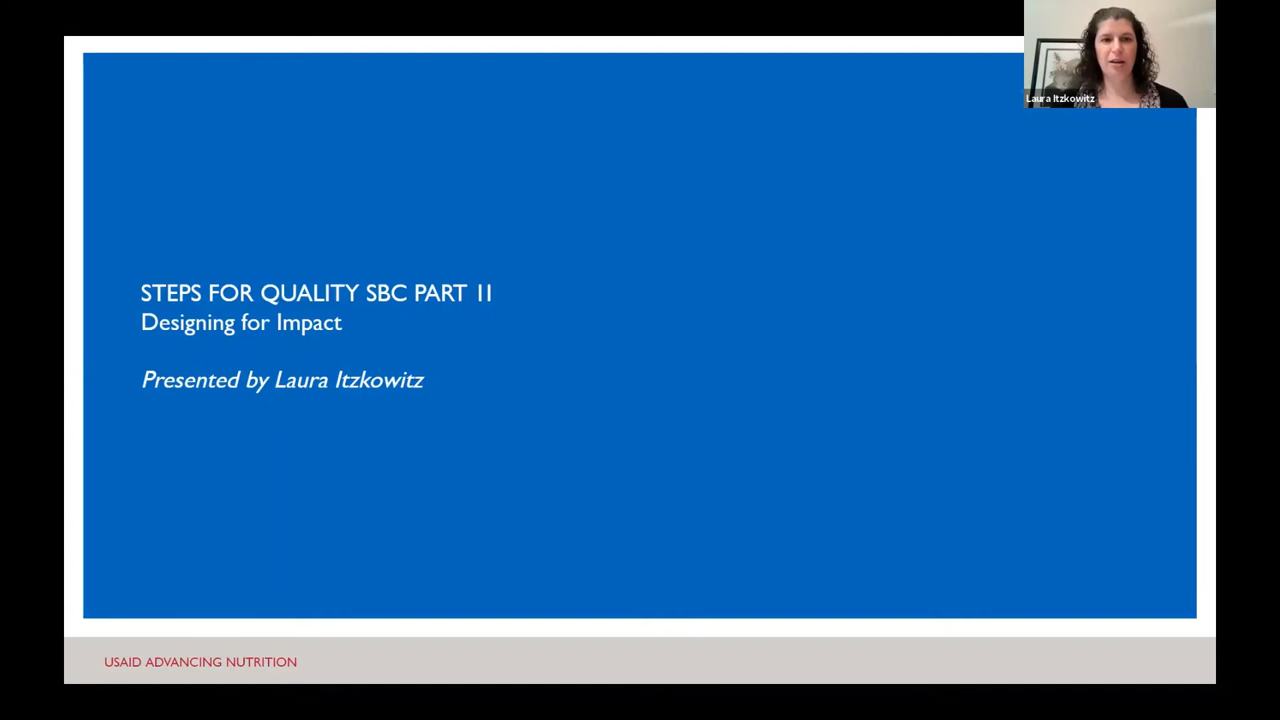 Laura Itzkowitz
STEPS FOR QUALITY SBC PART II
Designing for Impact
Presented by Laura Itzkowitz
USAID ADVANCING NUTRITION